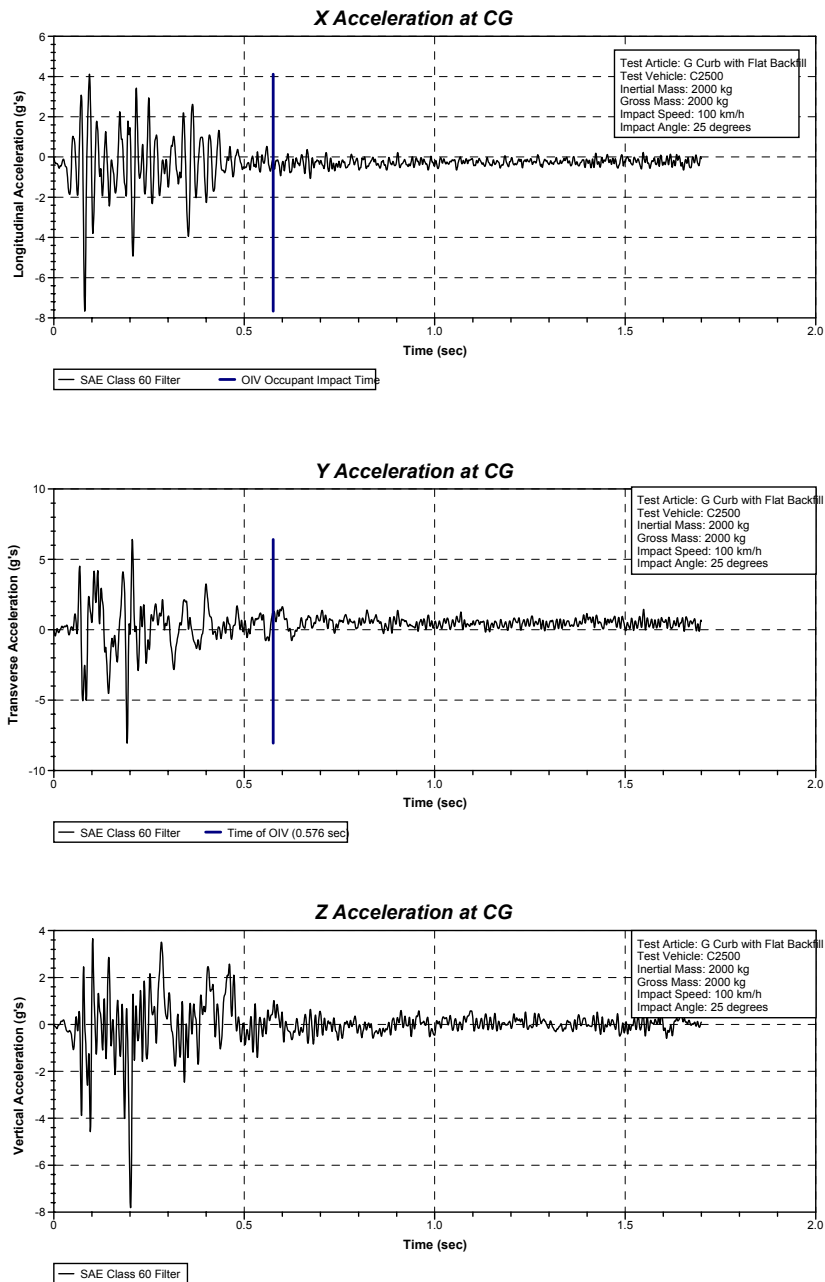 X Acceleration at CG
6
4
2
0
-2
-4
-6
-8
Longitudinal Acceleration (g's)
Test Article: G Curb with Flat Backfill
Test Vehicle: C2500
Inertial Mass: 2000 kg
Gross Mass: 2000 kg
Impact Speed: 100 km/h
Impact Angle: 25 degrees
0 0.5 1.0 1.5 2.0
Time (sec)
SAE Class 60 Filter OIV Occupant Impact Time
Y Acceleration at CG
10
5
0
-5
-10
Transverse Acceleration (g's)
Test Article: G Curb with Flat Backfill
Test Vehicle: C2500
Inertial Mass: 2000 kg
Gross Mass: 2000 kg
Impact Speed: 100 km/h
Impact Angle: 25 degrees
0 0.5 1.0 1.5 2.0
Time (sec)
SAE Class 60 Filter Time of OIV (0.576 sec)
Z Acceleration at CG
4
2
0
-2
-4
-6
-8
Vertical Acceleration (g's)
Test Article: G Curb with Flat Backfill
Test Vehicle: C2500
Inertial Mass: 2000 kg
Gross Mass: 2000 kg
Impact Speed: 100 km/h
Impact Angle: 25 degrees
0 0.5 1.0 1.5 2.0
Time (sec)
SAE Class 60 Filter